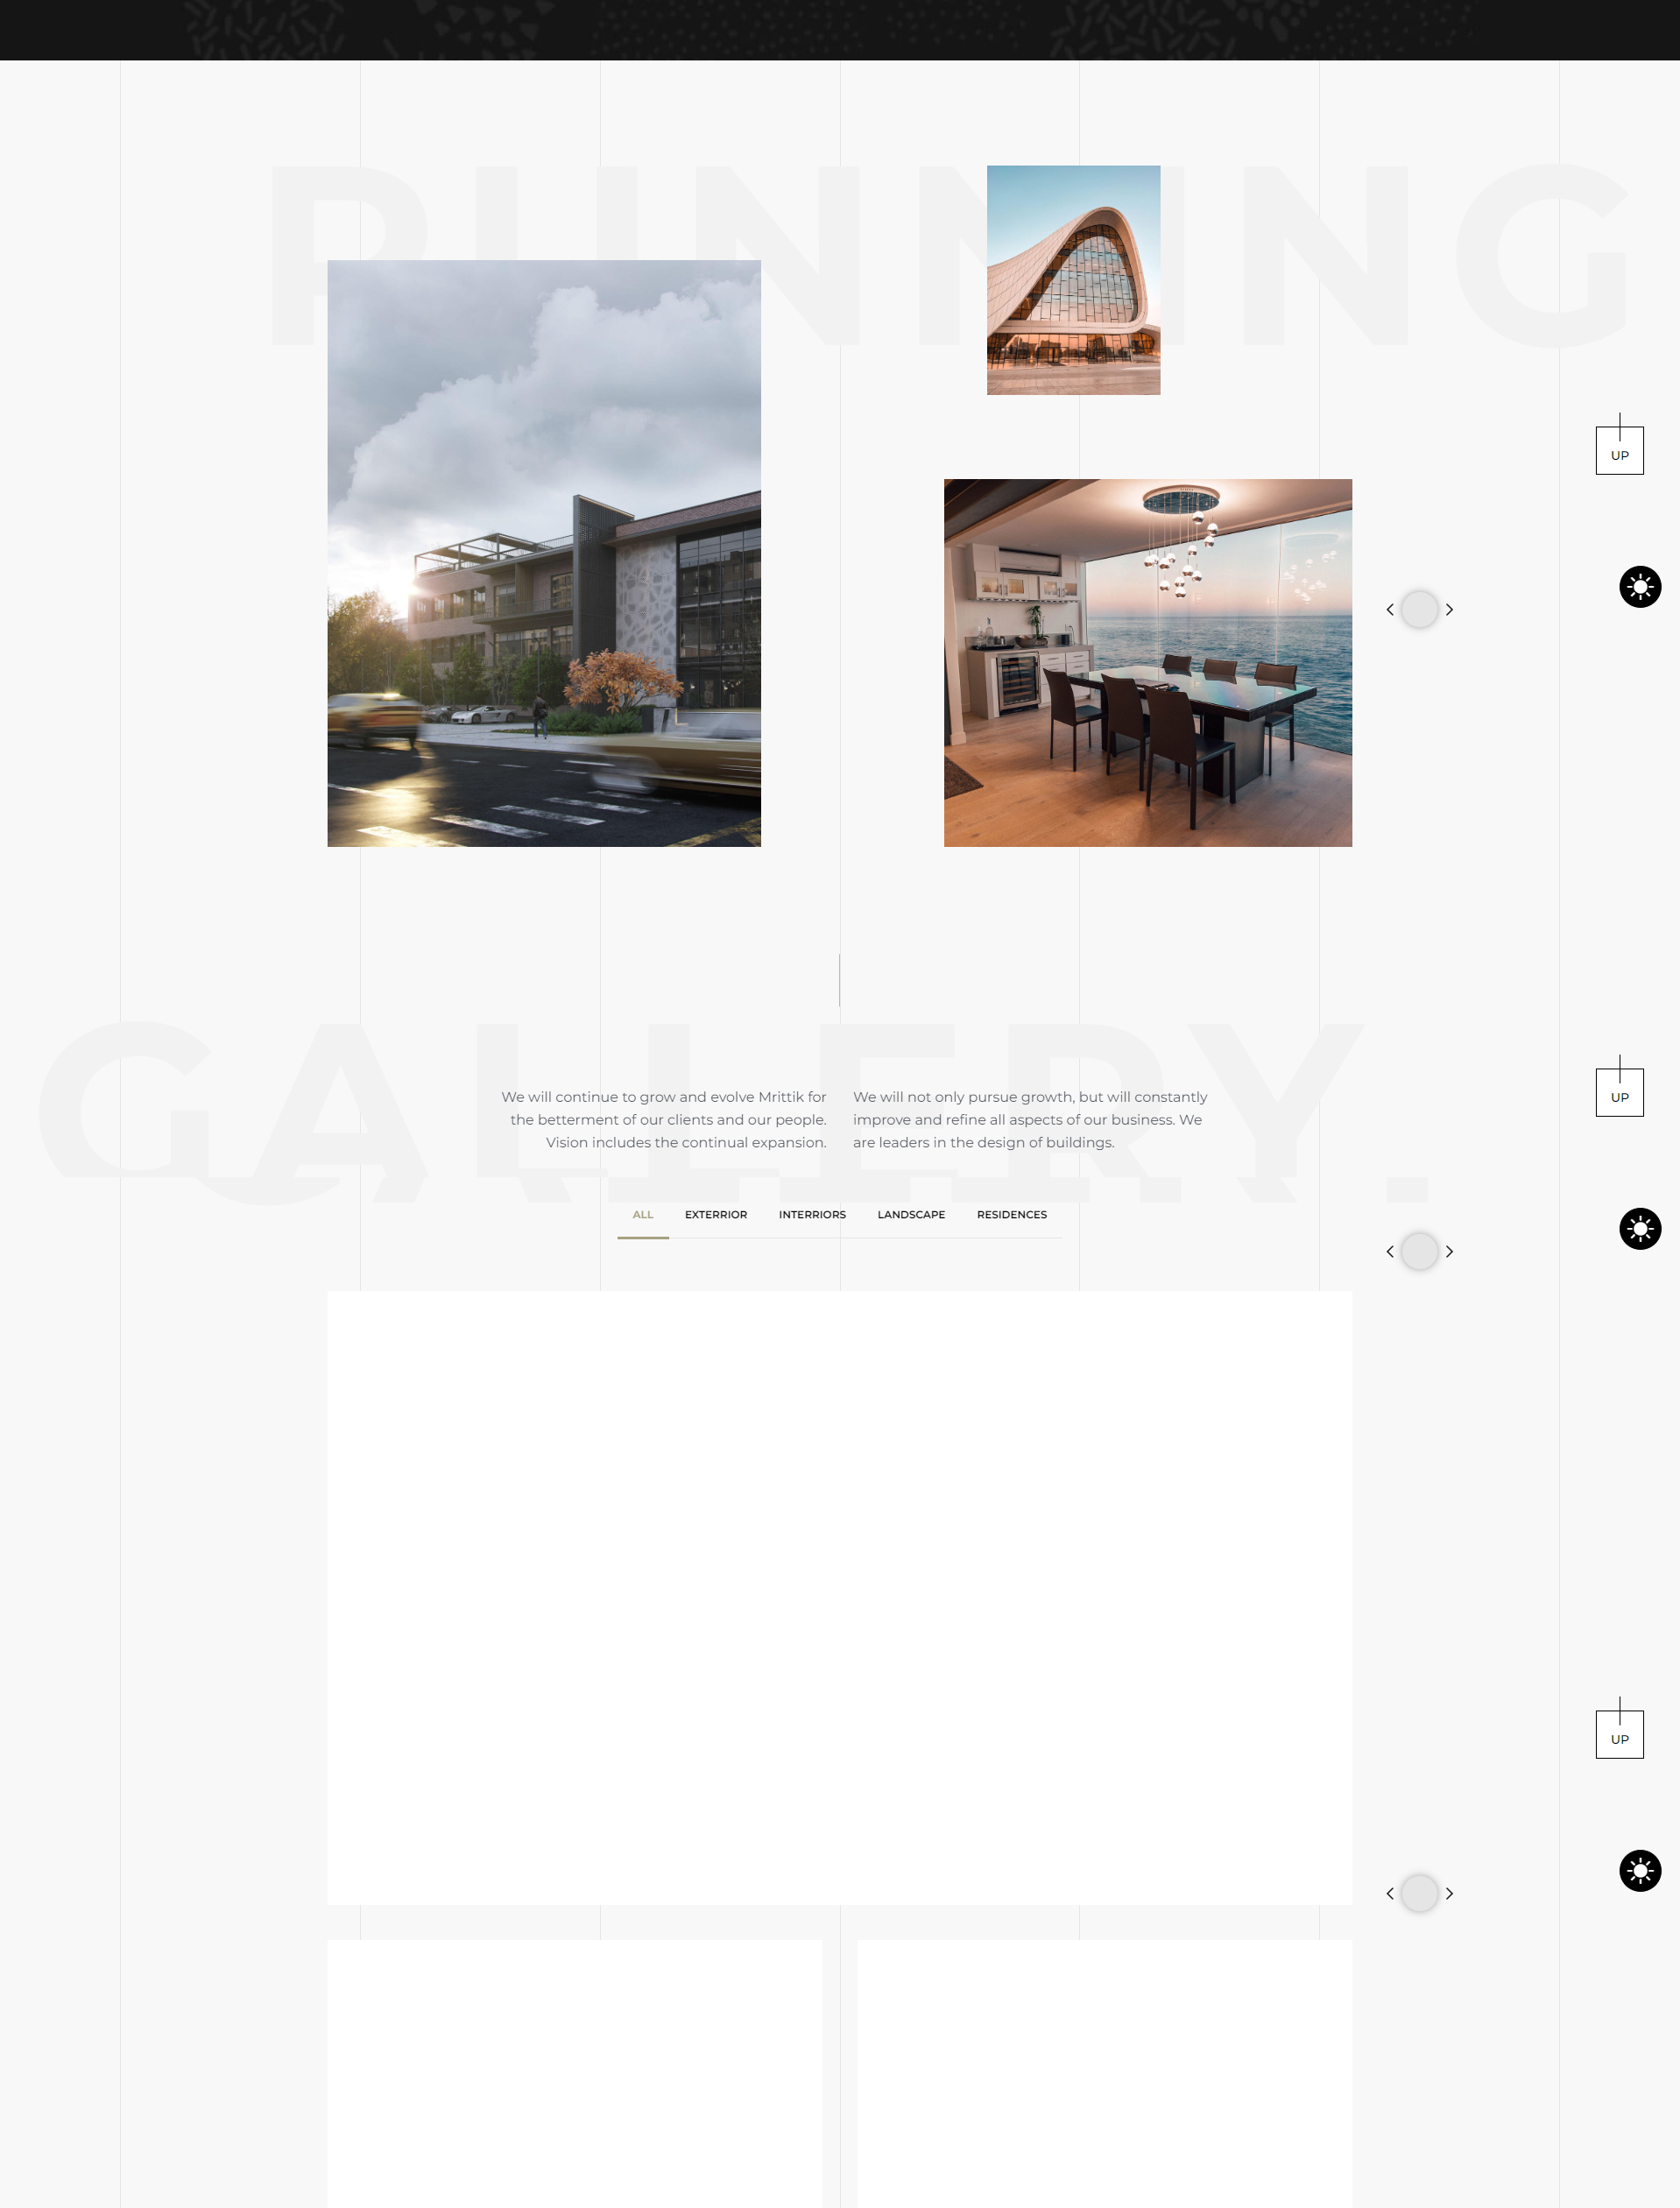 RUNNING
UP
GALLERY.
We will continue to grow and evolve Mrittik for
the betterment of our clients and our people.
Vision includes the continual expansion.
We will not only pursue growth, but will constantly
improve and refine all aspects of our business. We
are leaders in the design of buildings.
UP
ALL EXTERRIOR INTERRIORS LANDSCAPE RESIDENCES
UP